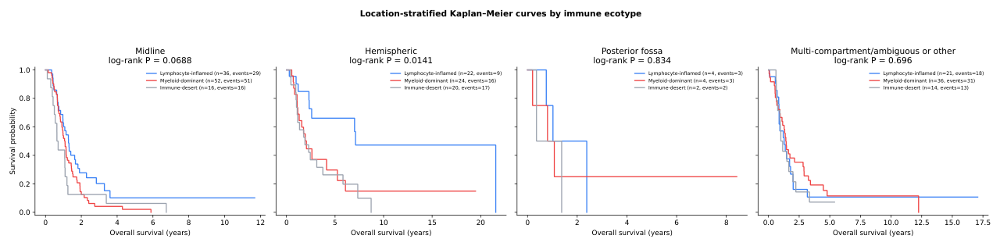 Location-stratified Kaplan–Meier curves by immune ecotype
Midline
log-rank P = 0.0688
Lymphocyte-inflamed (n=36, events=29)
Myeloid-dominant (n=52, events=51)
Immune-desert (n=16, events=16)
Survival probability
1.0
0.8
0.6
0.4
0.2
0.0
0 2 4 6 8 10 12
Overall survival (years)
Hemispheric
log-rank P = 0.0141
Lymphocyte-inflamed (n=22, events=9)
Myeloid-dominant (n=24, events=16)
Immune-desert (n=20, events=17)
0 5 10 15 20
Overall survival (years)
Posterior fossa
log-rank P = 0.834
Lymphocyte-inflamed (n=4, events=3)
Myeloid-dominant (n=4, events=3)
Immune-desert (n=2, events=2)
0 2 4 6 8
Overall survival (years)
Multi-compartment/ambiguous or other
log-rank P = 0.696
Lymphocyte-inflamed (n=21, events=18)
Myeloid-dominant (n=36, events=31)
Immune-desert (n=14, events=13)
0.0 2.5 5.0 7.5 10.0 12.5 15.0 17.5
Overall survival (years)